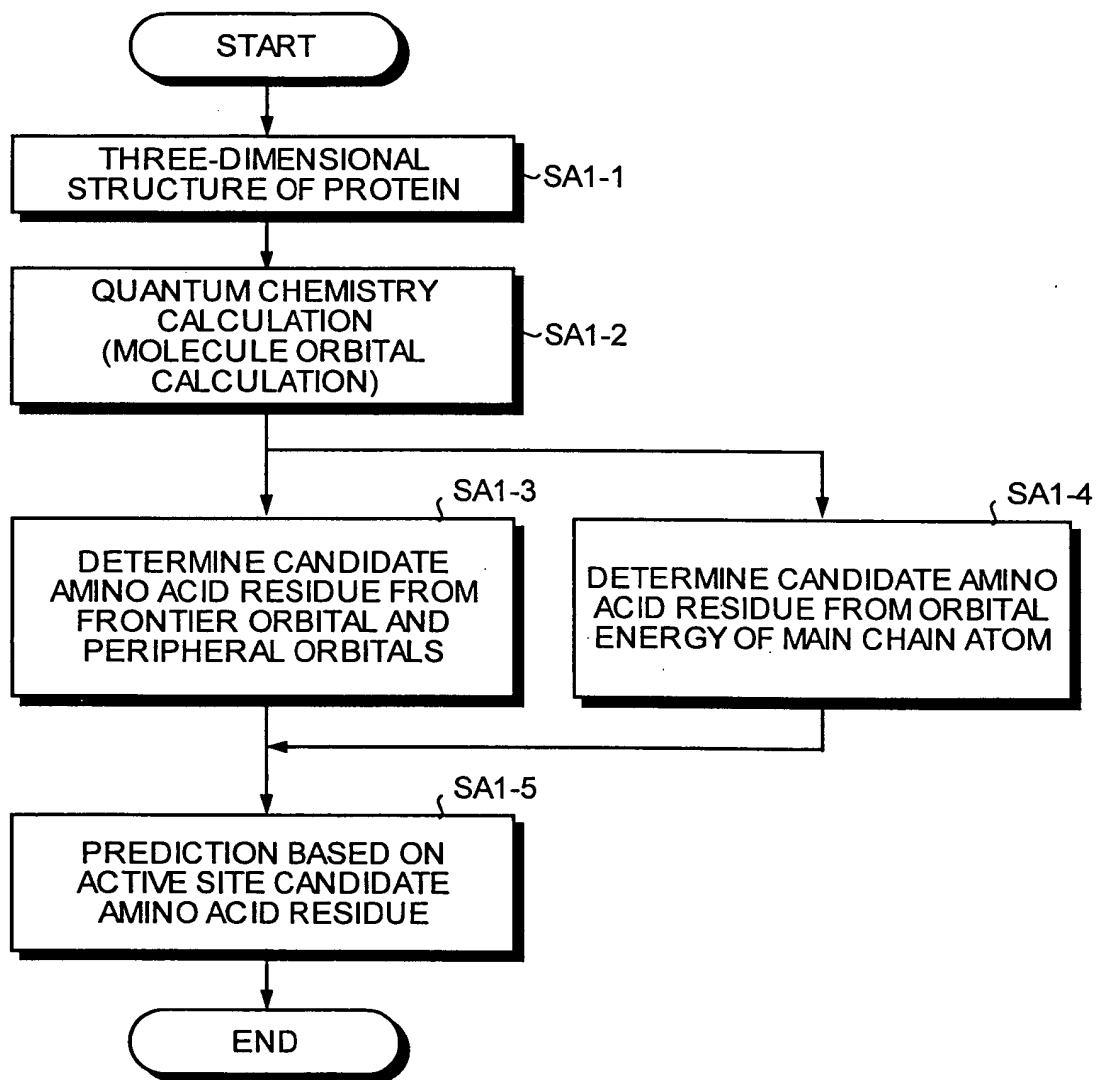 START
THREE-DIMENSIONAL
STRUCTURE OF PROTEIN
SA1-1
QUANTUM CHEMISTRY
CALCULATION
(MOLECULE ORBITAL
CALCULATION)
SA1-2
SA1-3
DETERMINE CANDIDATE
AMINO ACID RESIDUE FROM
FRONTIER ORBITAL AND
PERIPHERAL ORBITALS
SA1-4
DETERMINE CANDIDATE AMINO
ACID RESIDUE FROM ORBITAL
ENERGY OF MAIN CHAIN ATOM
SA1-5
PREDICTION BASED ON
ACTIVE SITE CANDIDATE
AMINO ACID RESIDUE
END